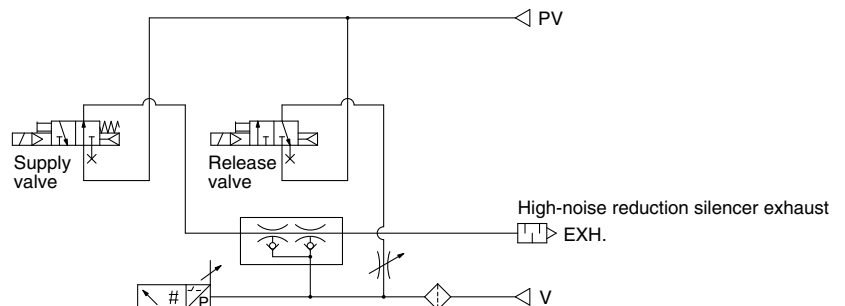 PV
Supply
valve
Release
valve
High-noise reduction silencer exhaust
EXH.
#
P
V